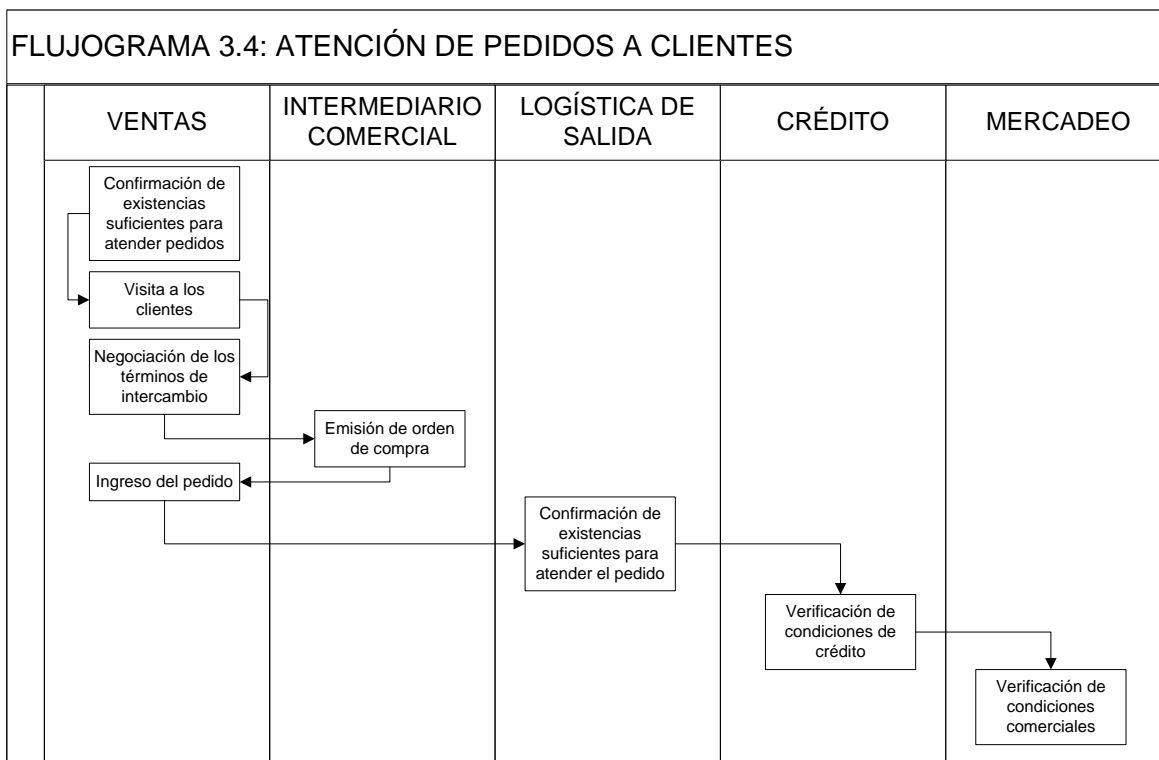 FLUJOGRAMA 3.4: ATENCIÓN DE PEDIDOS A CLIENTES
VENTAS
INTERMEDIARIO
COMERCIAL
LOGÍSTICA DE
SALIDA
CRÉDITO
MERCADEO
Confirmación de
existencias
suficientes para
atender pedidos
Visita a los
clientes
Negociación de los
términos de
intercambio
Emisión de orden
de compra
Ingreso del pedido
Confirmación de
existencias
suficientes para
atender el pedido
Verificación de
condiciones de
crédito
Verificación de
condiciones
comerciales